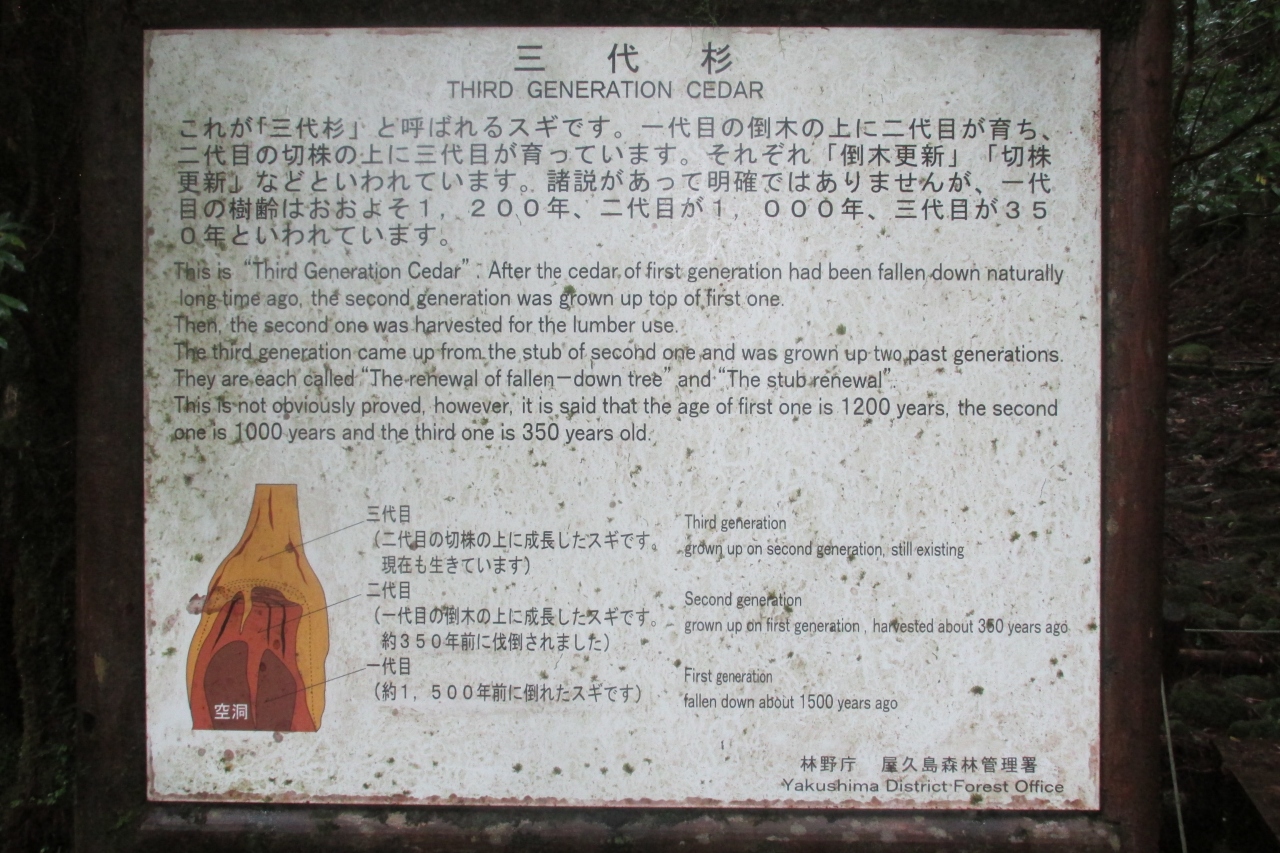 三代杉
THIRD GENERATION CEDAR
これが「三代杉」と呼ばれるスギです。一代目の倒木の上に二代目が育ち、
二代目の切株の上に三代目が育っています。それぞれ「倒木更新」「切株
更新」などといわれています。諸説があって明確ではありませんが、一代
目の樹齢はおおよそ１，２００年、二代目が１，０００年、三代目が３５
０年といわれています。
This is “Third Generation Cedar”. After the cedar of first generation had been fallen down naturally
long time ago, the second generation was grown up top of first one.
Then, the second one was harvested for the lumber use.
The third generation came up from the stub of second one and was grown up two past generations.
They are each called “The renewal of fallen－down tree” and “The stub renewal”.
This is not obviously proved, however, it is said that the age of first one is 1200 years, the second
one is 1000 years and the third one is 350 years old.
三代目
（二代目の切株の上に成長したスギです。
現在も生きています）
二代目
（一代目の倒木の上に成長したスギです。
約３５０年前に伐倒されました）
一代目
（約１，５００年前に倒れたスギです）
空洞
Third generation
grown up on second generation, still existing
Second generation
grown up on first generation , harvested about 350 years ago
First generation
fallen down about 1500 years ago
林野庁 屋久島森林管理署
Yakushima District Forest Office